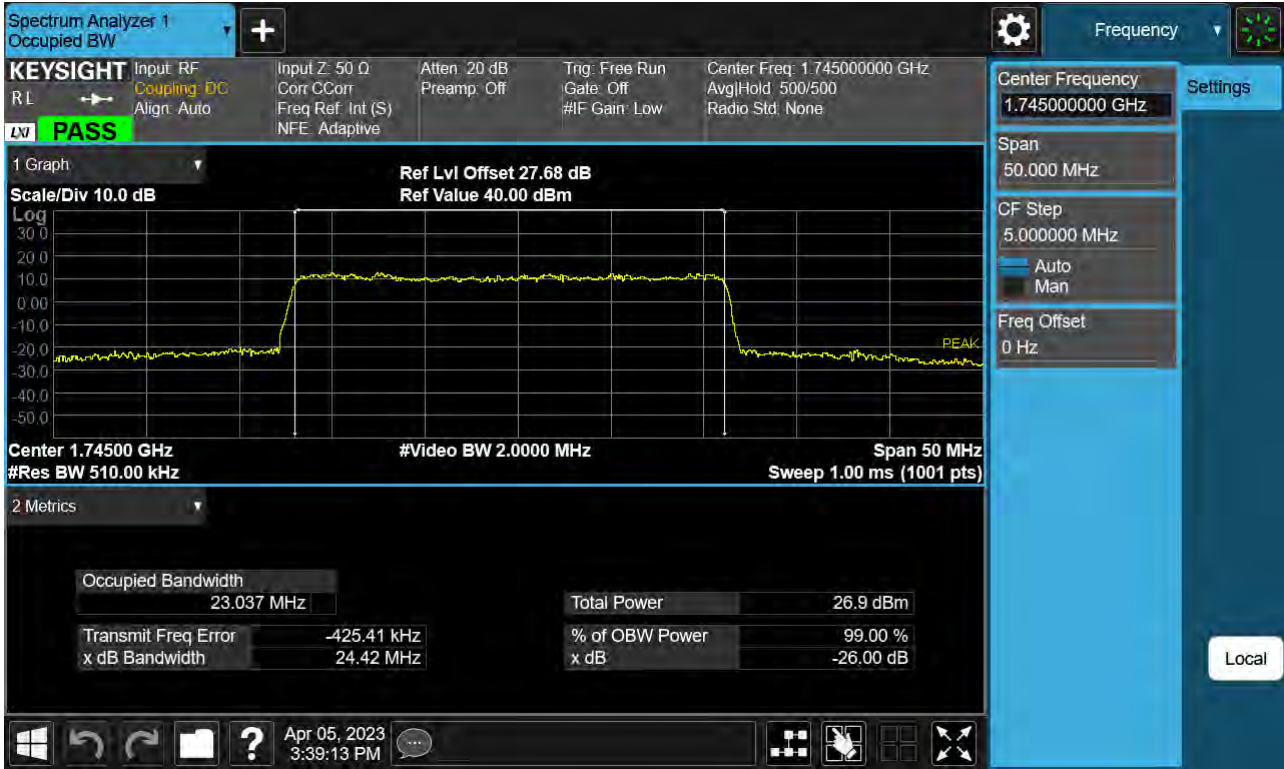 Spectrum Analyzer 1
Occupied BW
Frequency
KEYSIGHT
RL
LXI
PASS
Input: RF
Coupling: DC
Align: Auto
Input Z: 50 Ω
Corr CCorr
Freq Ref: Int (S)
NFE: Adaptive
Atten: 20 dB
Preamp: Off
Trig: Free Run
Gate: Off
#IF Gain: Low
Center Freq: 1.745000000 GHz
Avg|Hold: 500/500
Radio Std: None
Center Frequency
1.745000000 GHz
Settings
Span
50.000 MHz
CF Step
5.000000 MHz
Auto
Man
Freq Offset
0 Hz
Local
1 Graph
Scale/Div 10.0 dB
Ref Lvl Offset 27.68 dB
Ref Value 40.00 dBm
Log
30.0
20.0
10.0
0.00
-10.0
-20.0
-30.0
-40.0
-50.0
PEAK
Center 1.74500 GHz
#Video BW 2.0000 MHz
Span 50 MHz
#Res BW 510.00 kHz
Sweep 1.00 ms (1001 pts)
2 Metrics
Occupied Bandwidth
23.037 MHz
Total Power 26.9 dBm
Transmit Freq Error -425.41 kHz
% of OBW Power 99.00 %
x dB Bandwidth 24.42 MHz
x dB -26.00 dB
?
Apr 05, 2023
3:39:13 PM